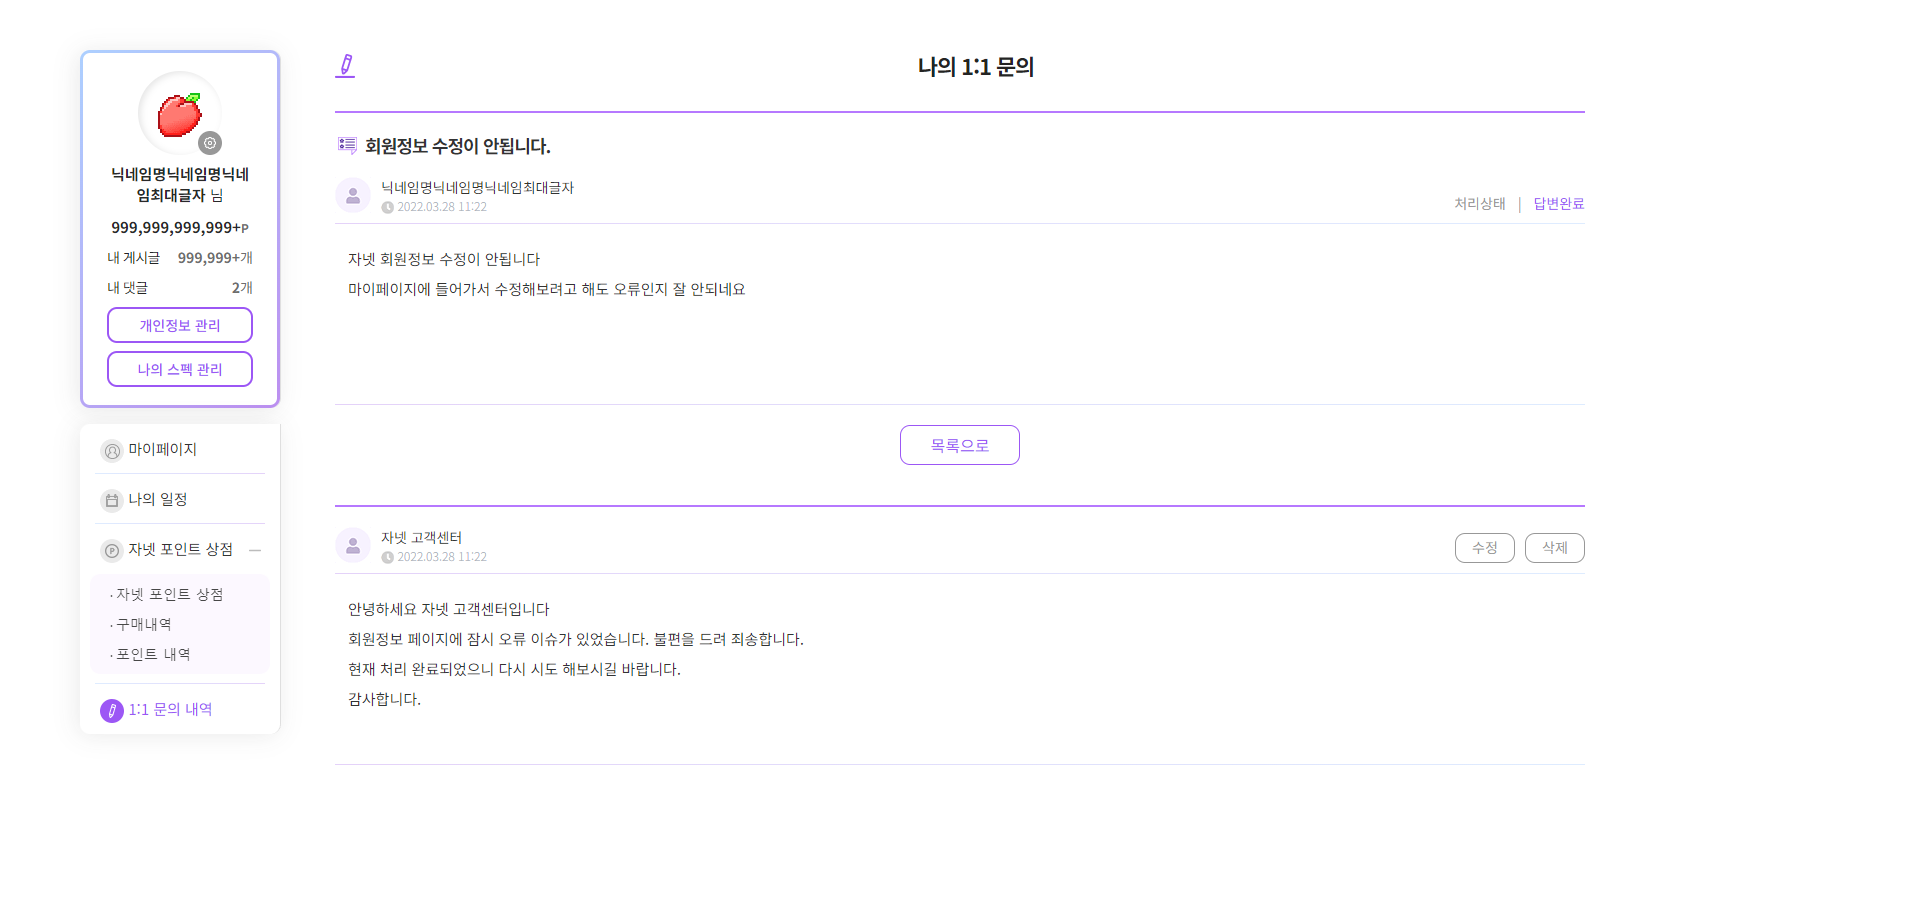 닉네임명닉네임명닉네
임최대글자 님
999,999,999,999+P
내 게시글 999,999+개
내 댓글 2개
개인정보 관리
나의 스펙 관리
마이페이지
나의 일정
자넷 포인트 상점
· 자넷 포인트 상점
· 구매내역
· 포인트 내역
1:1 문의 내역
나의 1:1 문의
회원정보 수정이 안됩니다.
닉네임명닉네임명닉네임최대글자
2022.03.28 11:22
처리상태 | 답변완료
자넷 회원정보 수정이 안됩니다
마이페이지에 들어가서 수정해보려고 해도 오류인지 잘 안되네요
목록으로
자넷 고객센터
2022.03.28 11:22
수정 삭제
안녕하세요 자넷 고객센터입니다
회원정보 페이지에 잠시 오류 이슈가 있었습니다. 불편을 드려 죄송합니다.
현재 처리 완료되었으니 다시 시도 해보시길 바랍니다.
감사합니다.